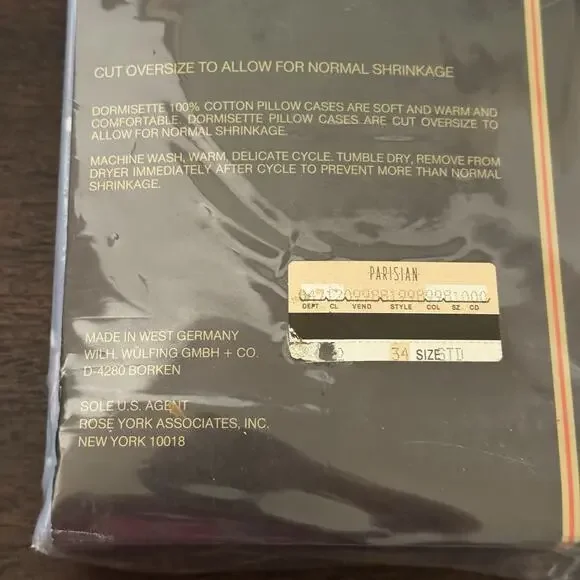 CUT OVERSIZE TO ALLOW FOR NORMAL SHRINKAGE
DORMISETTE 100% COTTON PILLOW CASES ARE SOFT AND WARM AND
COMFORTABLE. DORMISETTE PILLOW CASES ARE CUT OVERSIZE TO
ALLOW FOR NORMAL SHRINKAGE.
MACHINE WASH, WARM, DELICATE CYCLE. TUMBLE DRY, REMOVE FROM
DRYER IMMEDIATELY AFTER CYCLE TO PREVENT MORE THAN NORMAL
SHRINKAGE.
PARISIAN
DEPT CL VEND STYLE COL SZ CD
34 SIZE STD
MADE IN WEST GERMANY
WILH. WÜLFING GMBH + CO.
D-4280 BORKEN
SOLE U.S. AGENT
ROSE YORK ASSOCIATES, INC.
NEW YORK 10018